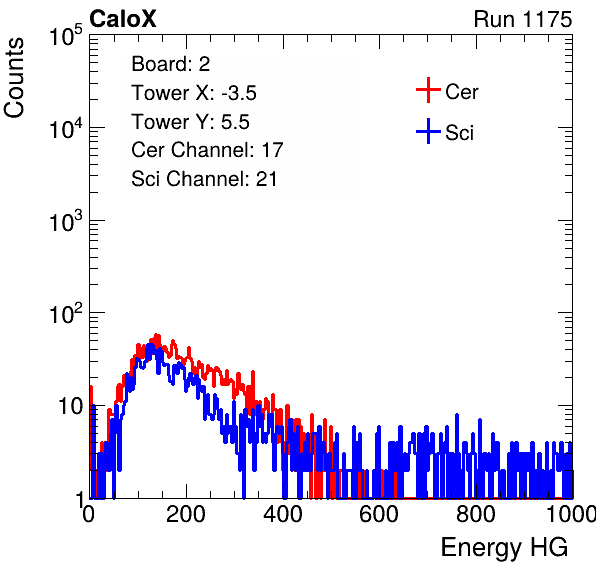 CaloX Run 1175
Counts
Board: 2
Tower X: -3.5
Tower Y: 5.5
Cer Channel: 17
Sci Channel: 21
Cer
Sci
10^5
10^4
10^3
10^2
10
1
0 200 400 600 800 1000
Energy HG